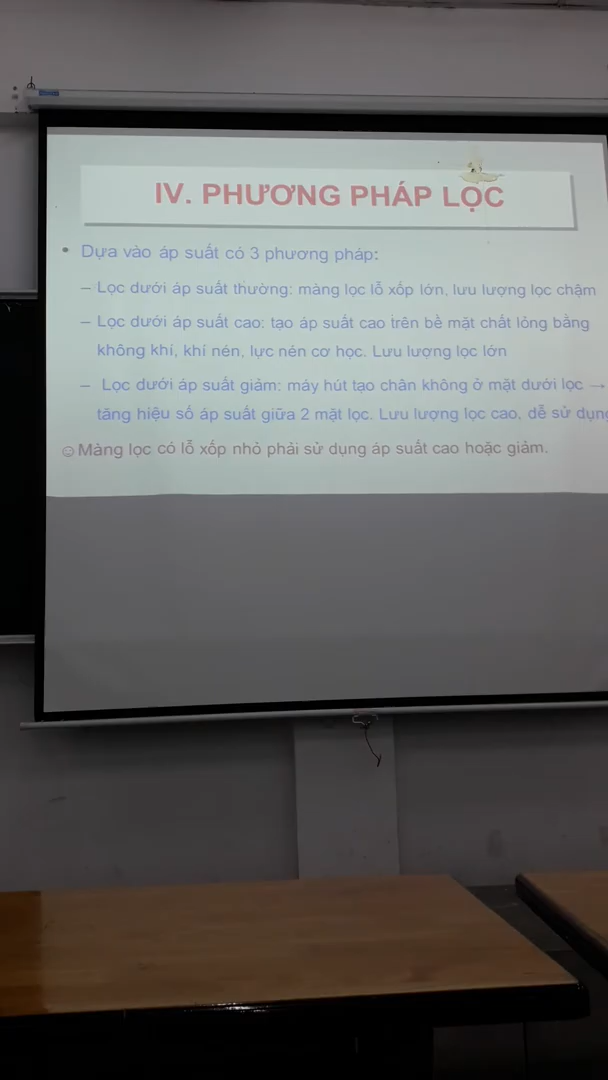 IV. PHƯƠNG PHÁP LỌC
• Dựa vào áp suất có 3 phương pháp:
– Lọc dưới áp suất thường: màng lọc lỗ xốp lớn, lưu lượng lọc chậm
– Lọc dưới áp suất cao: tạo áp suất cao trên bề mặt chất lỏng bằng
không khí, khí nén, lực nén cơ học. Lưu lượng lọc lớn
– Lọc dưới áp suất giảm: máy hút tạo chân không ở mặt dưới lọc →
tăng hiệu số áp suất giữa 2 mặt lọc. Lưu lượng lọc cao, dễ sử dụng
☺Màng lọc có lỗ xốp nhỏ phải sử dụng áp suất cao hoặc giảm.